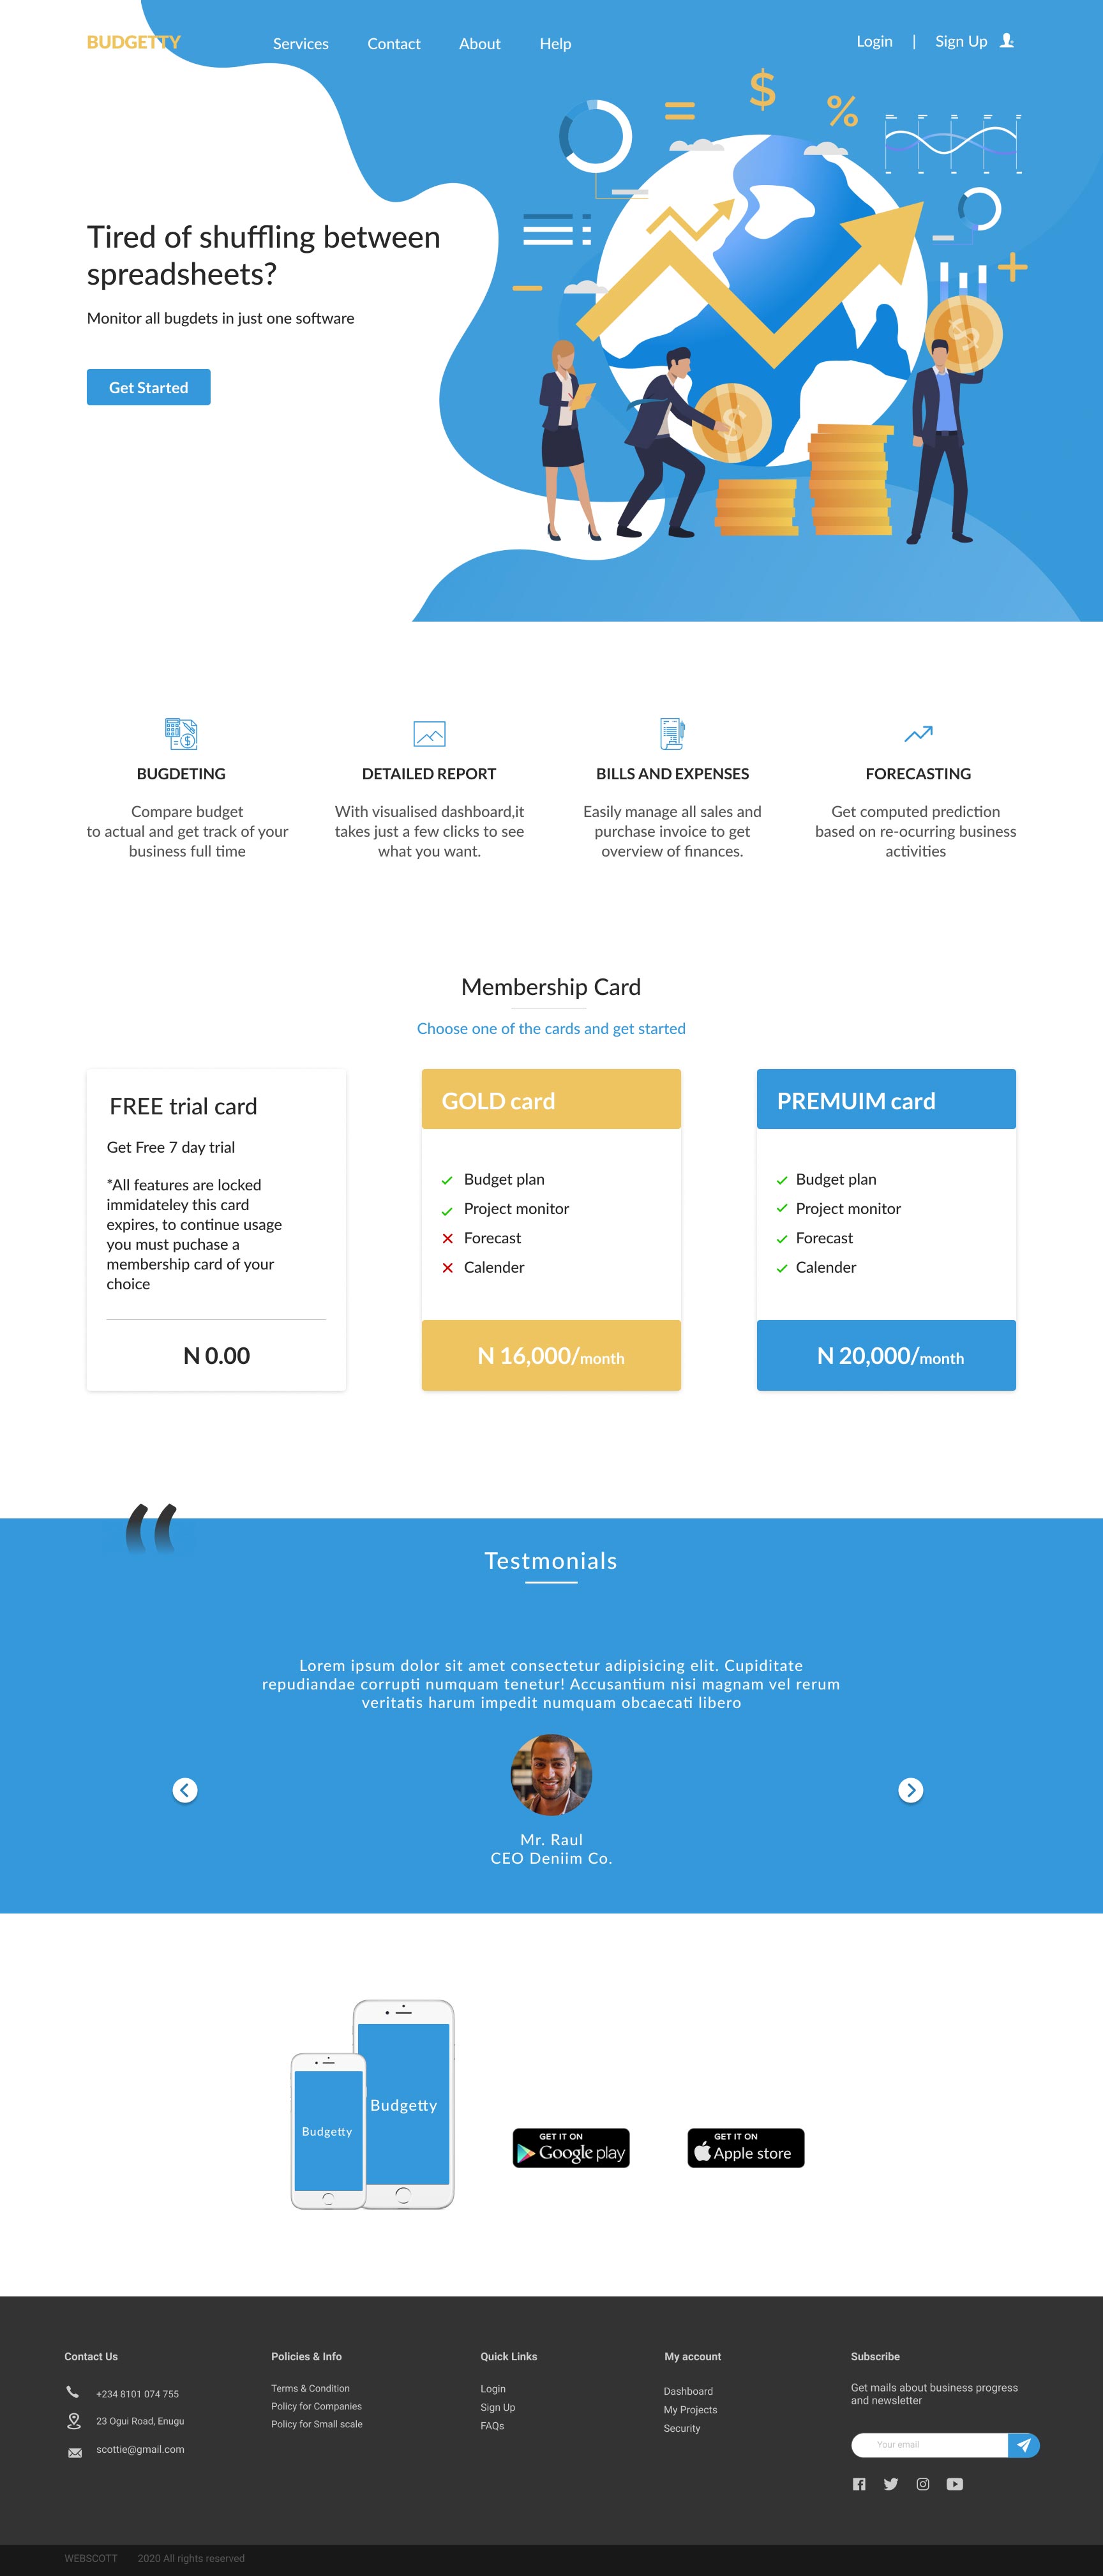 BUDGETTY
Services
Contact
About
Help
Login
|
Sign Up
=
$
%
Tired of shuffling between
spreadsheets?
Monitor all bugdets in just one software
Get Started
$
$
BUGDETING
Compare budget
to actual and get track of your
business full time
DETAILED REPORT
With visualised dashboard,it
takes just a few clicks to see
what you want.
BILLS AND EXPENSES
Easily manage all sales and
purchase invoice to get
overview of finances.
FORECASTING
Get computed prediction
based on re-ocurring business
activities
Membership Card
Choose one of the cards and get started
FREE trial card
Get Free 7 day trial
*All features are locked
immidateley this card
expires, to continue usage
you must puchase a
membership card of your
choice
N 0.00
GOLD card
Budget plan
Project monitor
Forecast
Calender
N 16,000/month
PREMUIM card
Budget plan
Project monitor
Forecast
Calender
N 20,000/month
“
Testmonials
Lorem ipsum dolor sit amet consectetur adipisicing elit. Cupiditate
repudiandae corrupti numquam tenetur! Accusantium nisi magnam vel rerum
veritatis harum impedit numquam obcaecati libero
Mr. Raul
CEO Deniim Co.
Budgetty
Budgetty
GET IT ON
Google play
GET IT ON
Apple store
Contact Us
+234 8101 074 755
23 Ogui Road, Enugu
scottie@gmail.com
Policies & Info
Terms & Condition
Policy for Companies
Policy for Small scale
Quick Links
Login
Sign Up
FAQs
My account
Dashboard
My Projects
Security
Subscribe
Get mails about business progress
and newsletter
Your email
WEBSCOTT
2020 All rights reserved